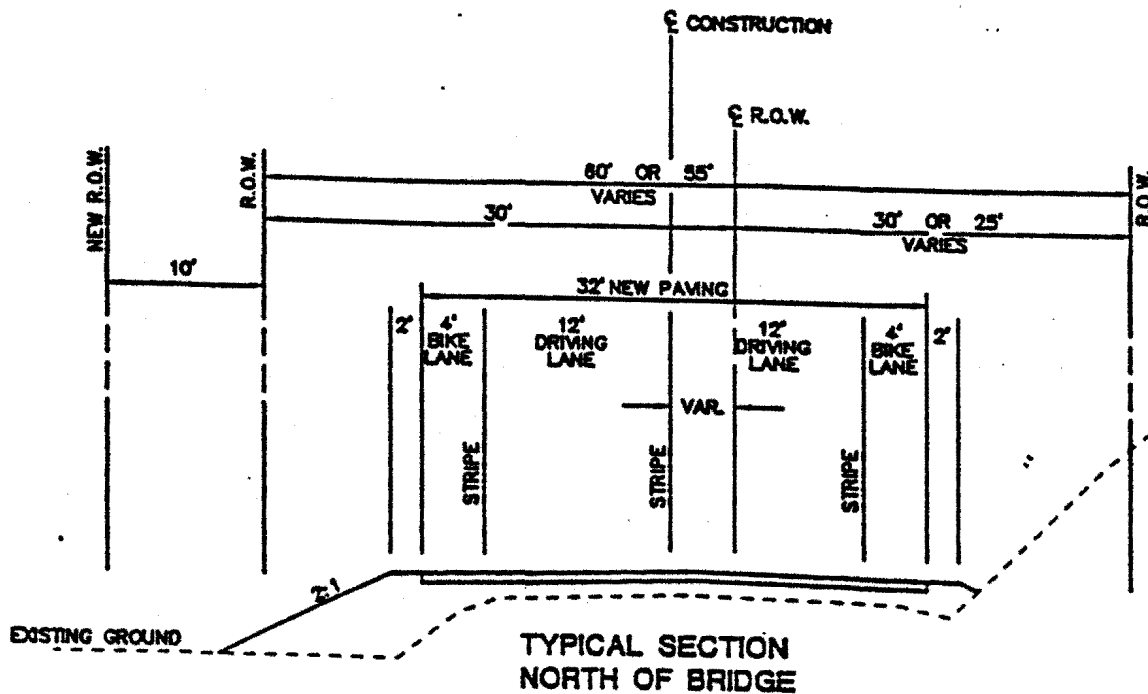 ℄ CONSTRUCTION
℄ R.O.W.
NEW R.O.W.
R.O.W.
R.O.W.
60' OR 55'
VARIES
30'
30' OR 25'
VARIES
10'
32' NEW PAVING
2'
4'
BIKE
LANE
12'
DRIVING
LANE
12'
DRIVING
LANE
4'
BIKE
LANE
2'
VAR.
STRIPE
STRIPE
STRIPE
2:1
EXISTING GROUND
TYPICAL SECTION
NORTH OF BRIDGE